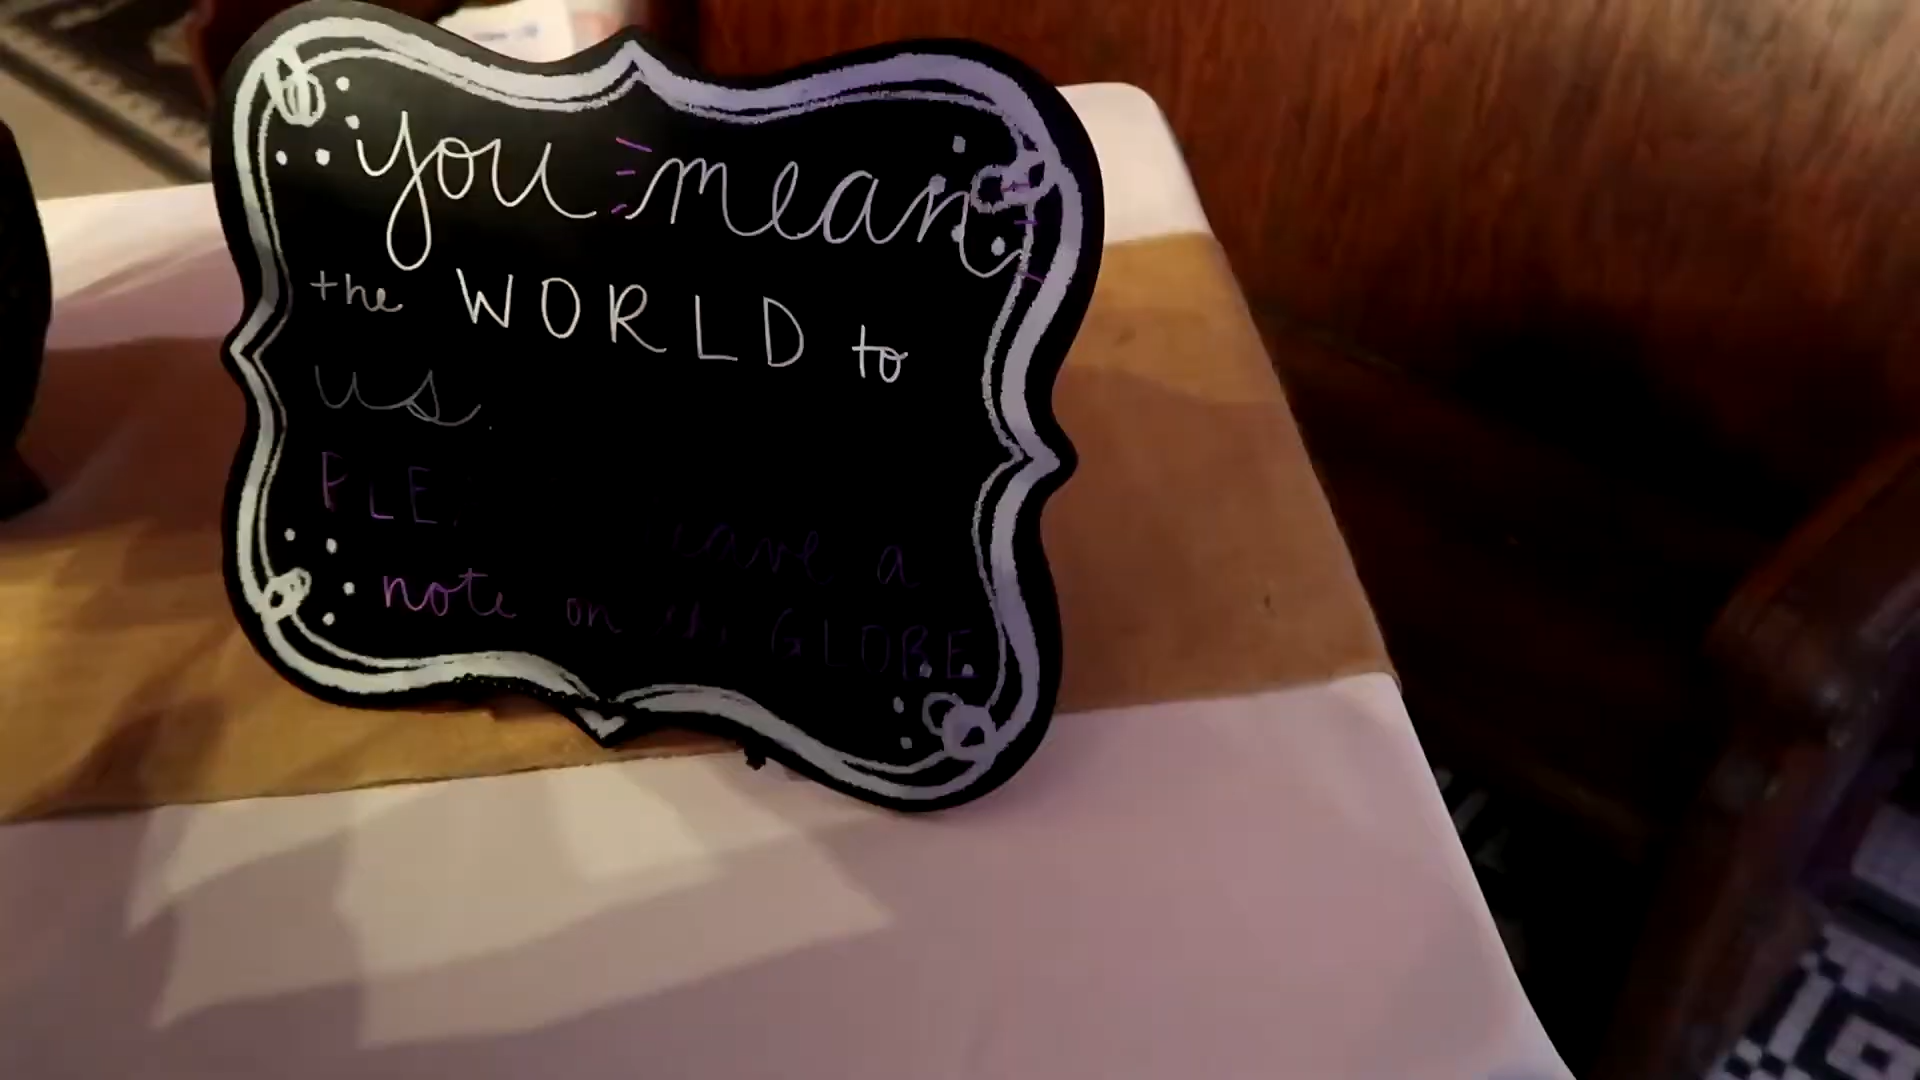 you mean
the WORLD to
us.
a
note on GLOBE